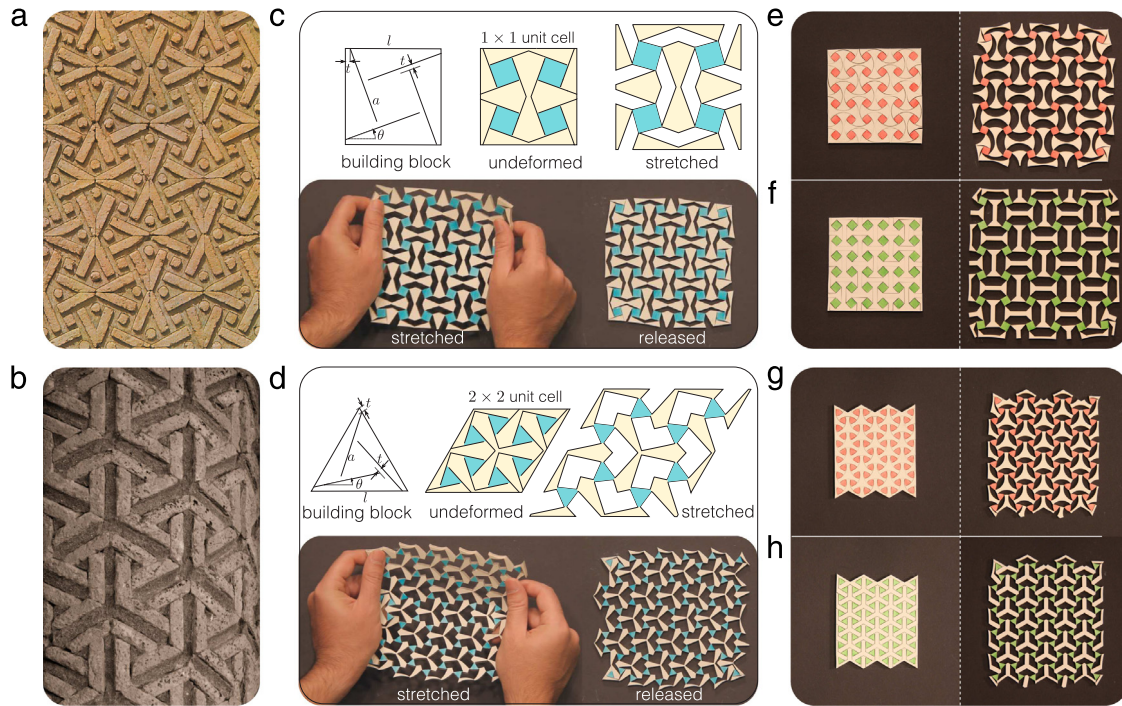 a
c
l
t
t
a
θ
building block
1 × 1 unit cell
undeformed
stretched
stretched
released
e
f
b
d
t
t
a
θ
l
building block
2 × 2 unit cell
undeformed
stretched
stretched
released
g
h